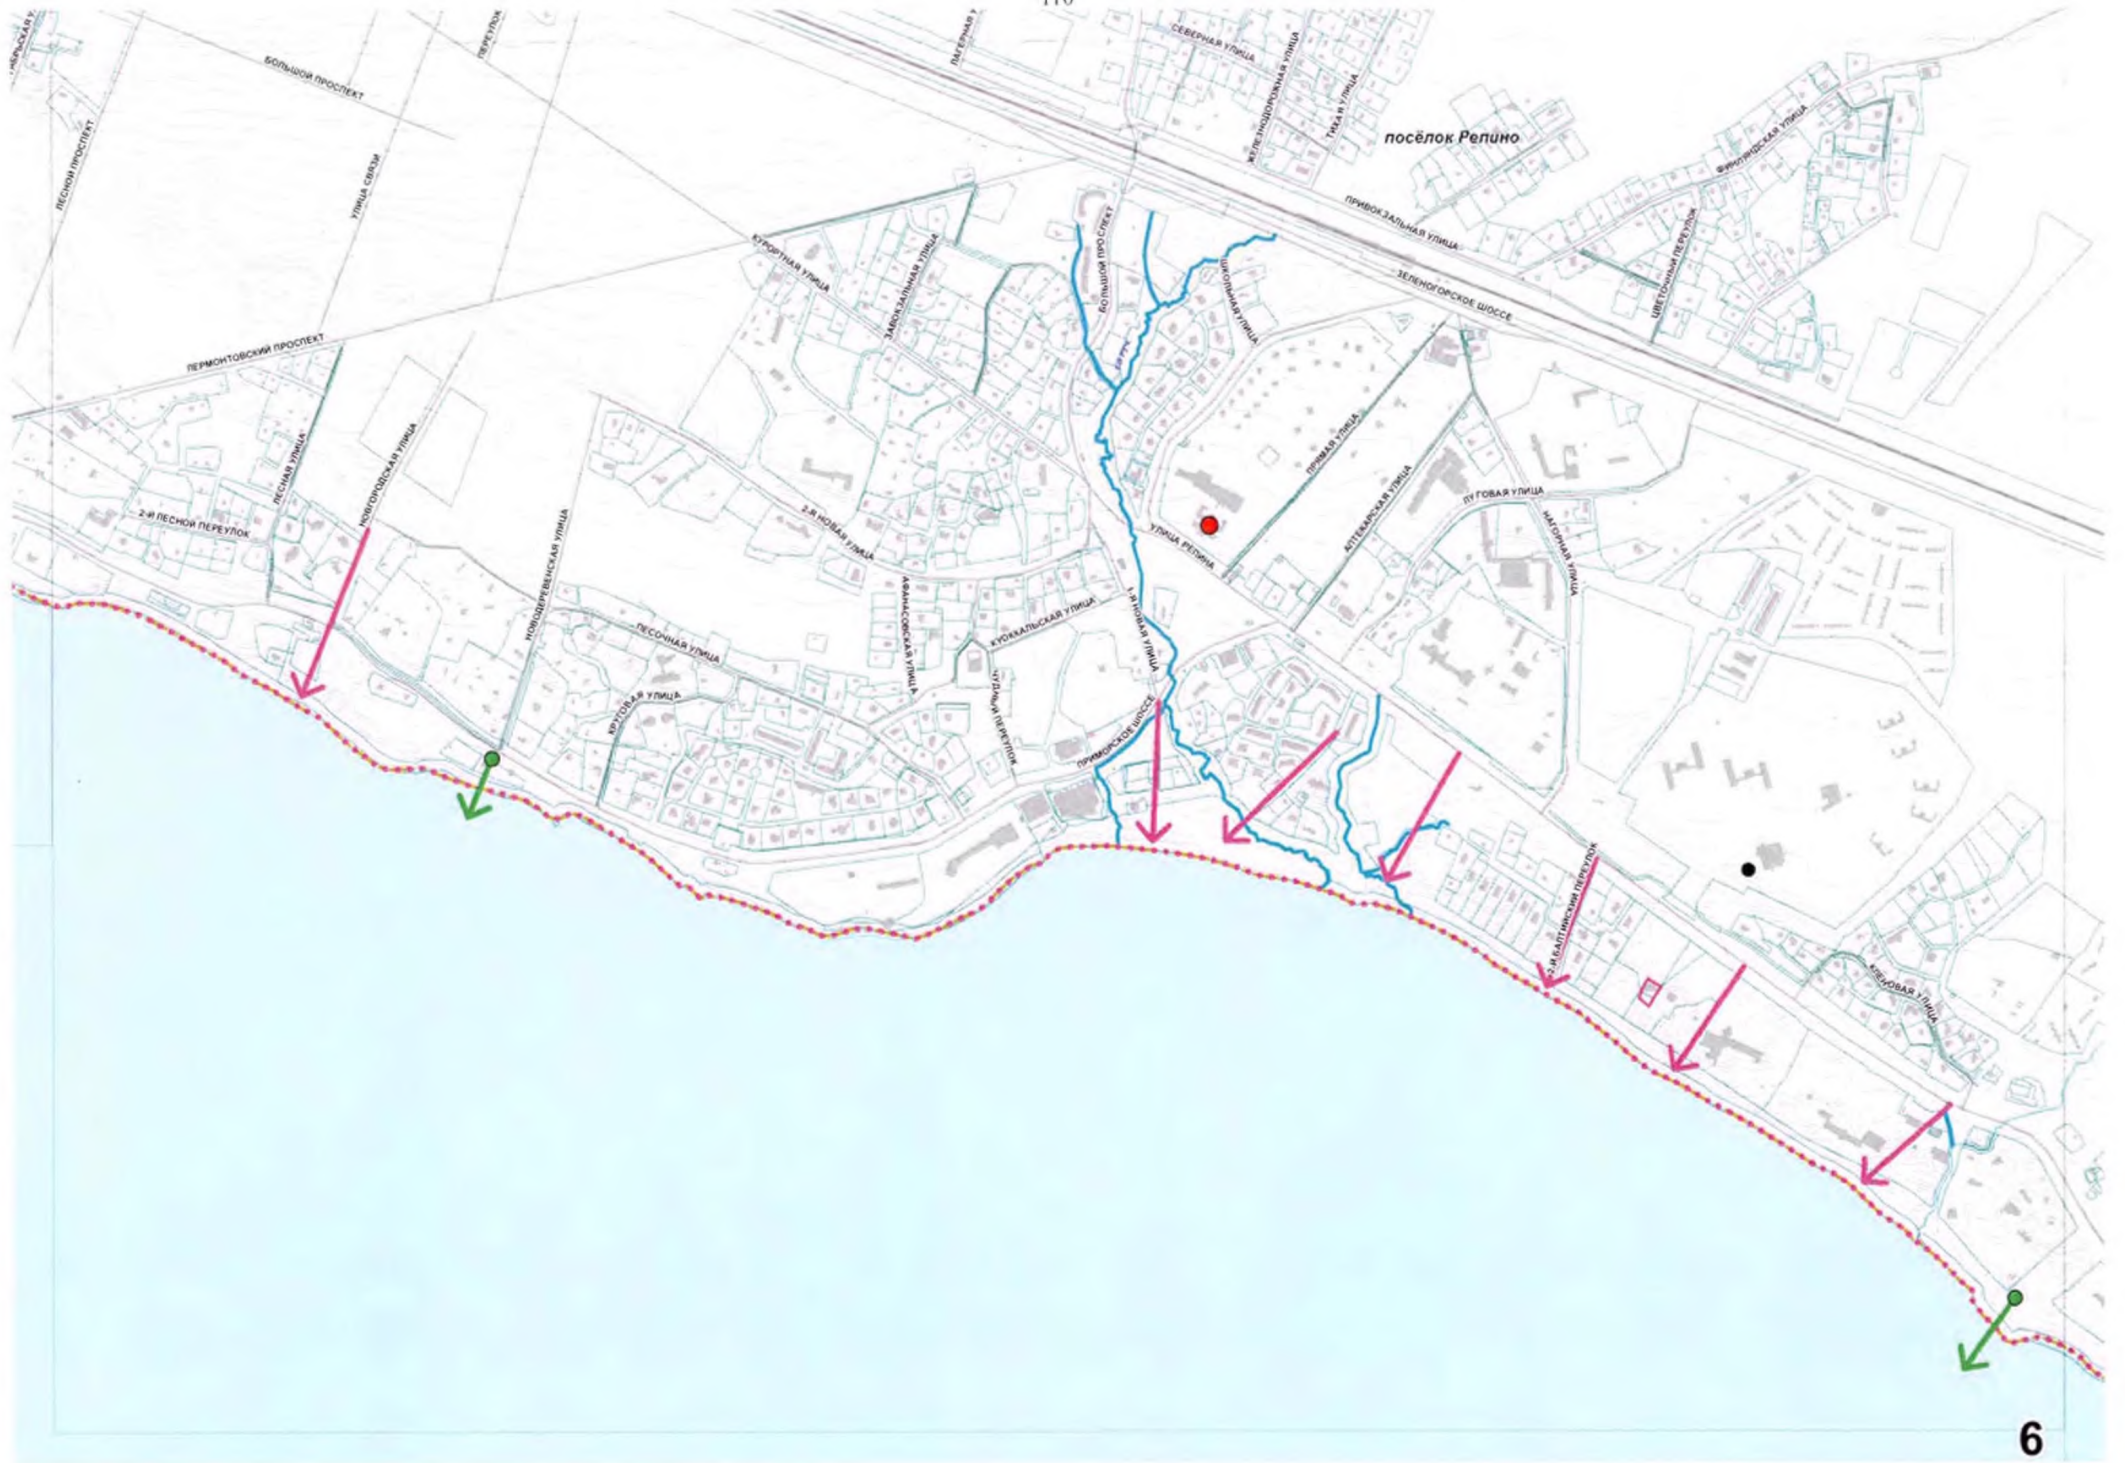 110
СЕВЕРНАЯ УЛИЦА
ЖЕЛЕЗНОДОРОЖНАЯ УЛИЦА
ТИХАЯ УЛИЦА
БОЛЬШОЙ ПРОСПЕКТ
ПЕРЕУЛОК
посёлок Репино
ФИНЛЯНДСКАЯ УЛИЦА
ЛЕСНОЙ ПРОСПЕКТ
УЛИЦА СВЯЗИ
ПРИВОКЗАЛЬНАЯ УЛИЦА
КУРОРТНАЯ УЛИЦА
ЗАВОКЗАЛЬНАЯ УЛИЦА
БОЛЬШОЙ ПРОСПЕКТ
ШКОЛЬНАЯ УЛИЦА
ЗЕЛЕНОГОРСКОЕ ШОССЕ
ЦВЕТОЧНЫЙ ПЕРЕУЛОК
ЛЕРМОНТОВСКИЙ ПРОСПЕКТ
ЛЕСНАЯ УЛИЦА
НОВГОРОДСКАЯ УЛИЦА
ПРЯМАЯ УЛИЦА
АПТЕКАРСКАЯ УЛИЦА
ЛУГОВАЯ УЛИЦА
2-Й ЛЕСНОЙ ПЕРЕУЛОК
НОВОДЕРЕВЕНСКАЯ УЛИЦА
2-Я НОВАЯ УЛИЦА
УЛИЦА РЕПИНА
НАГОРНАЯ УЛИЦА
АФАНАСОВСКАЯ УЛИЦА
КУОККАЛЬСКАЯ УЛИЦА
1-Я НОВАЯ УЛИЦА
ПЕСОЧНАЯ УЛИЦА
КРУГОВАЯ УЛИЦА
ЧУДНЫЙ ПЕРЕУЛОК
ПРИМОРСКОЕ ШОССЕ
2-Й БАЛТИЙСКИЙ ПЕРЕУЛОК
КЛЕНОВАЯ УЛИЦА
6